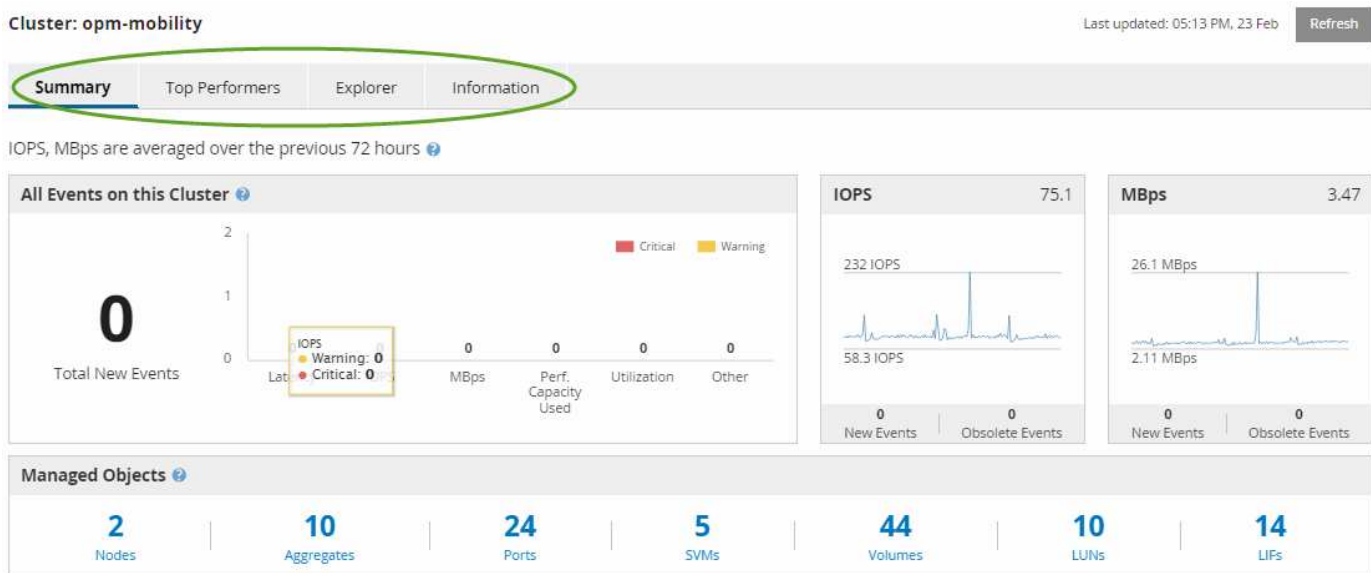 Cluster: opm-mobility
Last updated: 05:13 PM, 23 Feb
Refresh
Summary
Top Performers
Explorer
Information
IOPS, MBps are averaged over the previous 72 hours
All Events on this Cluster
0
Total New Events
2
1
0
Critical
Warning
IOPS
Warning: 0
Critical: 0
0
0
0
0
MBps
Perf.
Capacity
Used
Utilization
Other
IOPS 75.1
232 IOPS
58.3 IOPS
0
New Events
0
Obsolete Events
MBps 3.47
26.1 MBps
2.11 MBps
0
New Events
0
Obsolete Events
Managed Objects
2
Nodes
10
Aggregates
24
Ports
5
SVMs
44
Volumes
10
LUNs
14
LIFs